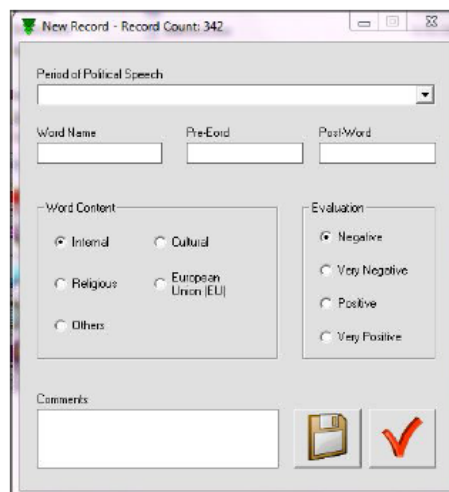 New Record - Record Count: 342
Period of Political Speech
Word Name Pre-Eord Post-Word
Word Content Evaluation
Internal Cultural Negative
Religious European Union (EU) Very Negative
Others Positive
Very Positive
Comments